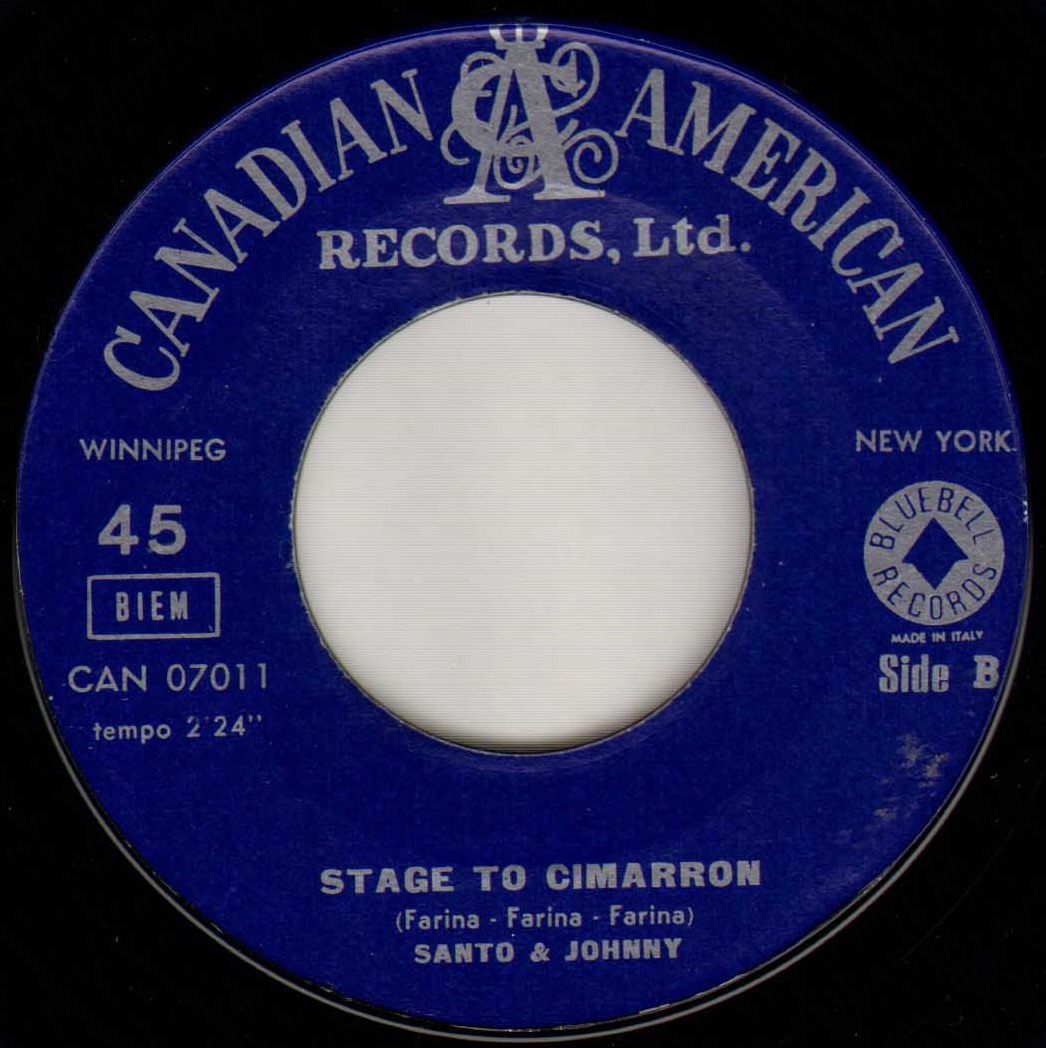 CANADIAN AMERICAN
RECORDS, Ltd.
WINNIPEG
NEW YORK
45
BIEM
CAN 07011
tempo 2'24''
BLUEBELL RECORDS
MADE IN ITALY
Side B
STAGE TO CIMARRON
(Farina - Farina - Farina)
SANTO & JOHNNY